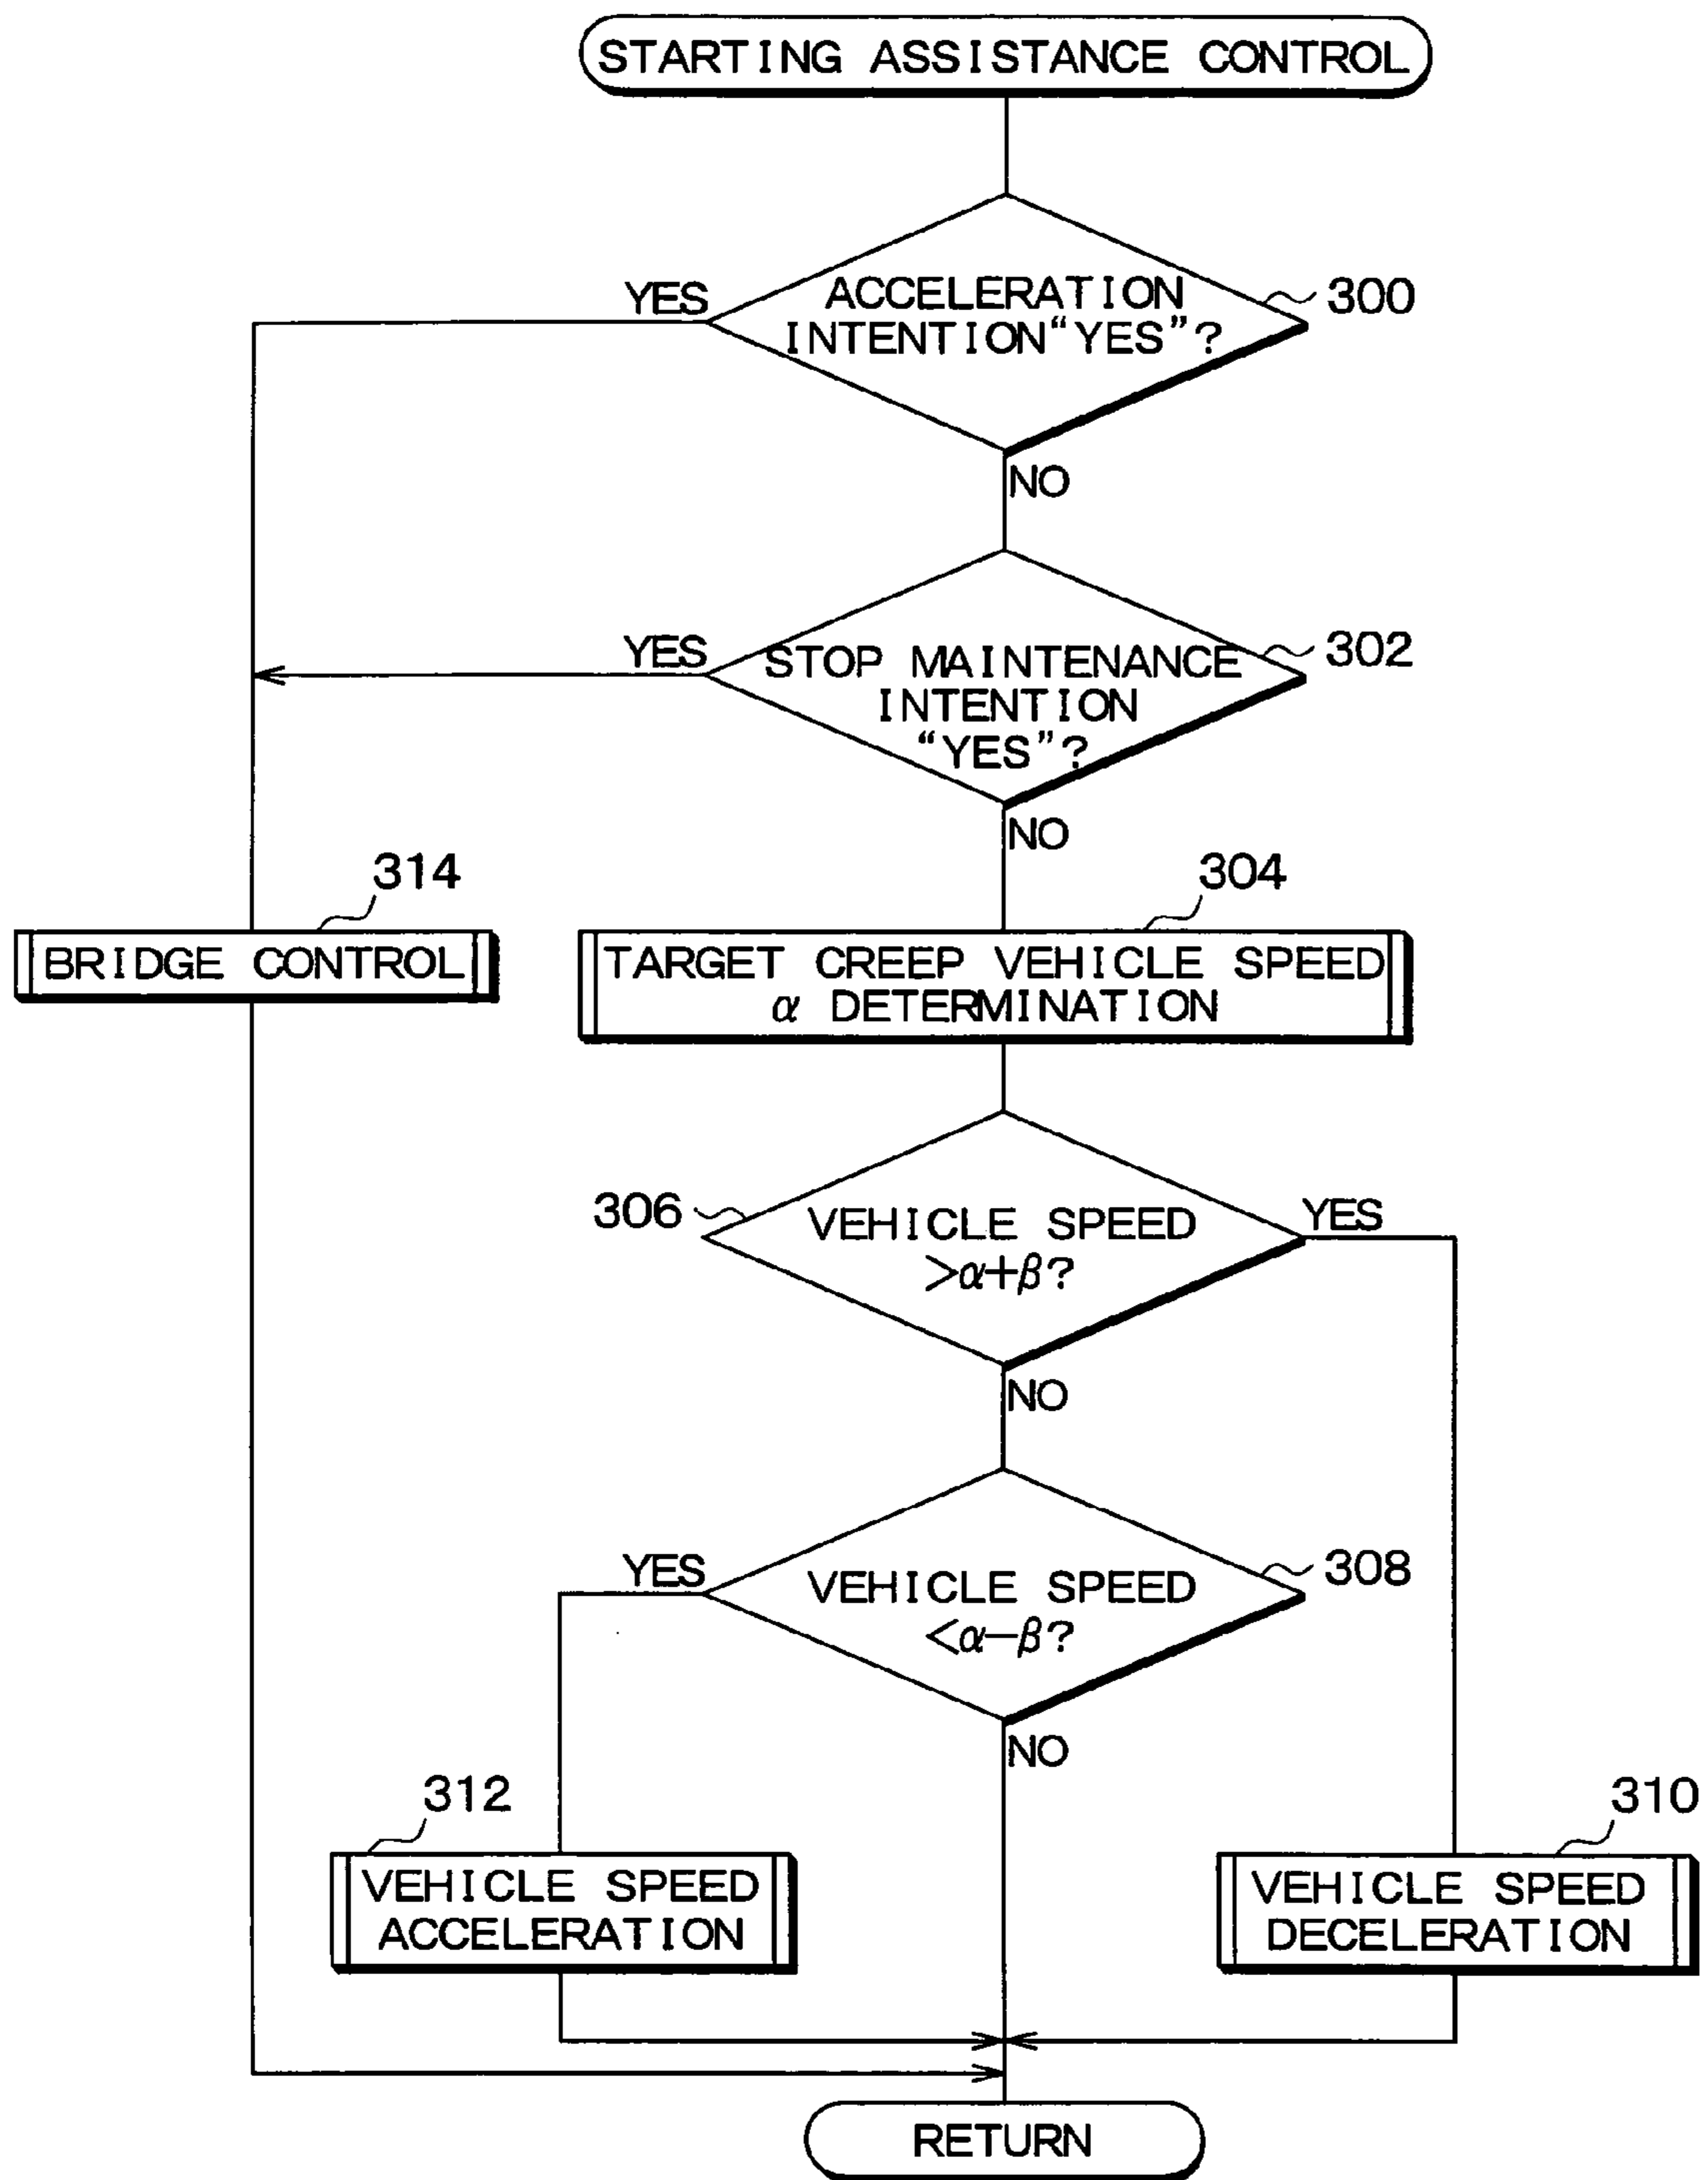 STARTING ASSISTANCE CONTROL
YES
ACCELERATION
INTENTION“YES”?
300
NO
YES
STOP MAINTENANCE
INTENTION
“YES”?
302
NO
314
BRIDGE CONTROL
304
TARGET CREEP VEHICLE SPEED
α DETERMINATION
306
VEHICLE SPEED
>α+β?
YES
NO
YES
VEHICLE SPEED
<α−β?
308
NO
312
VEHICLE SPEED
ACCELERATION
310
VEHICLE SPEED
DECELERATION
RETURN